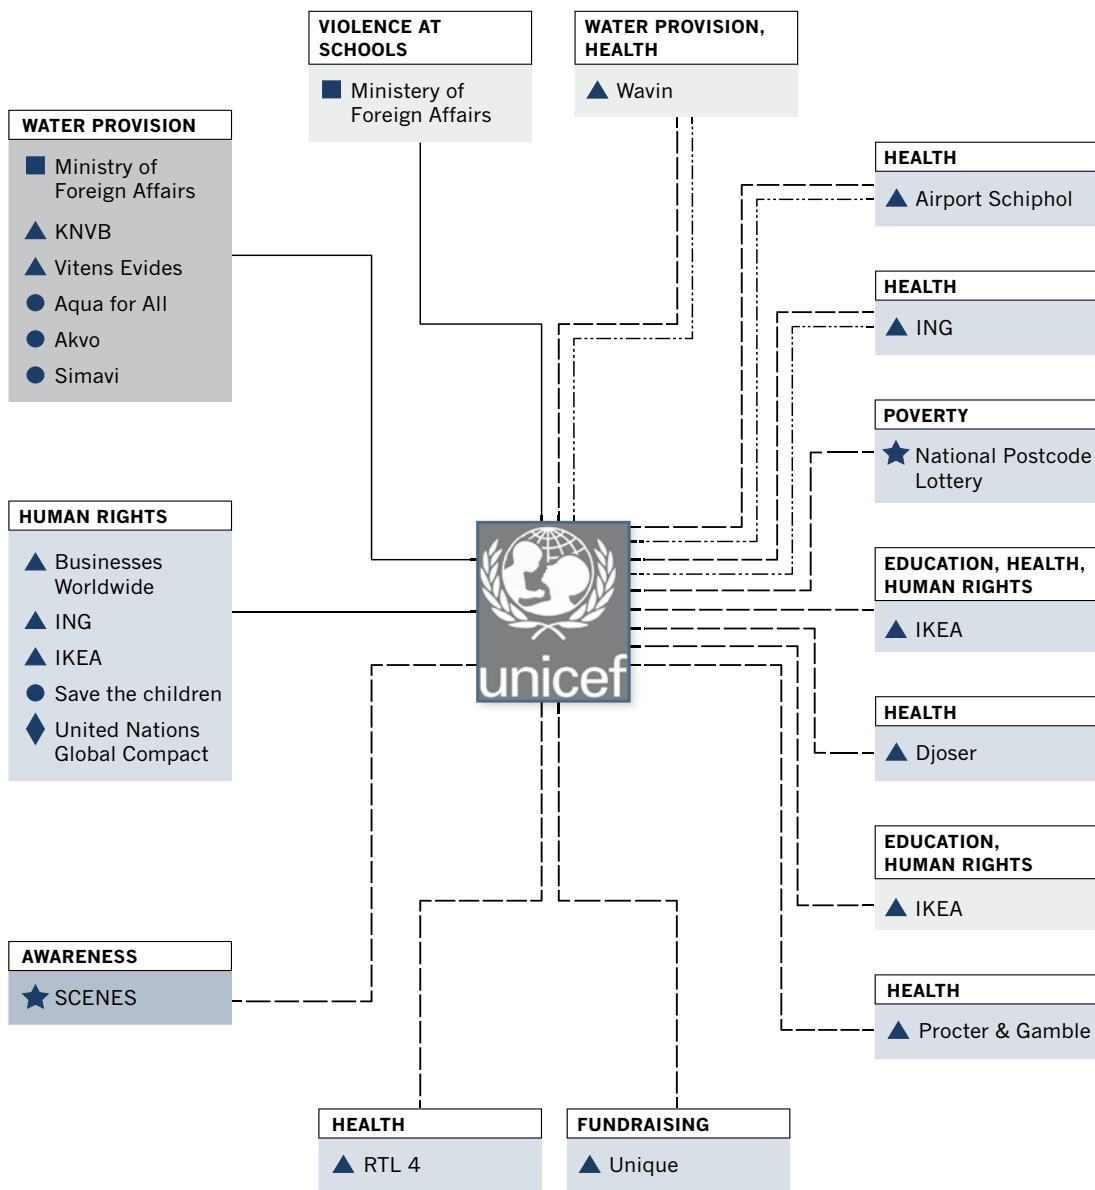 VIOLENCE AT
SCHOOLS
Ministery of
Foreign Affairs
WATER PROVISION,
HEALTH
Wavin
WATER PROVISION
Ministry of
Foreign Affairs
KNVB
Vitens Evides
Aqua for All
Akvo
Simavi
HEALTH
Airport Schiphol
HEALTH
ING
POVERTY
National Postcode
Lottery
HUMAN RIGHTS
Businesses
Worldwide
ING
IKEA
Save the children
United Nations
Global Compact
unicef
EDUCATION, HEALTH,
HUMAN RIGHTS
IKEA
HEALTH
Djoser
EDUCATION,
HUMAN RIGHTS
IKEA
AWARENESS
SCENES
HEALTH
Procter & Gamble
HEALTH
RTL 4
FUNDRAISING
Unique